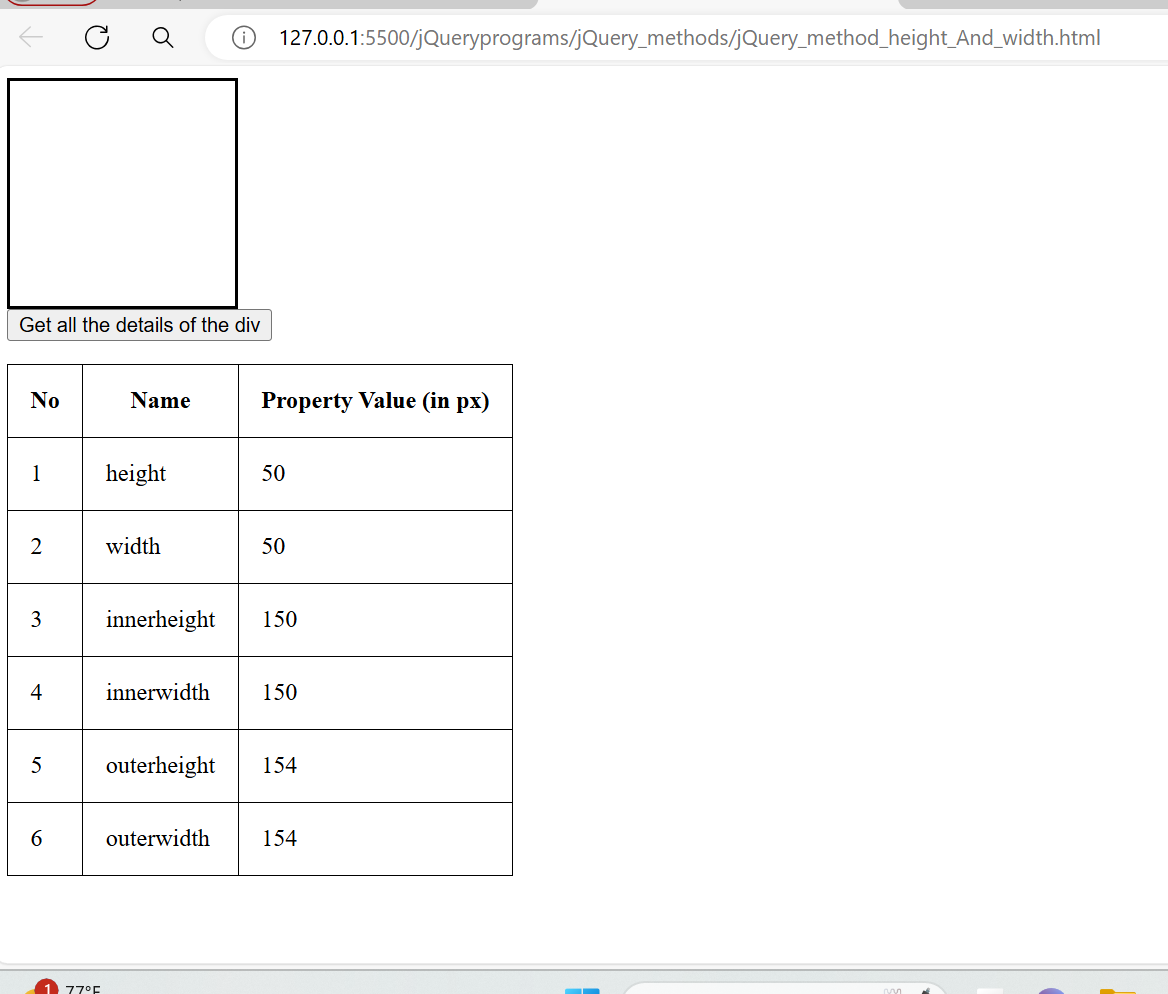 127.0.0.1:5500/jQueryprograms/jQuery_methods/jQuery_method_height_And_width.html
Get all the details of the div
No Name Property Value (in px)
1 height 50
2 width 50
3 innerheight 150
4 innerwidth 150
5 outerheight 154
6 outerwidth 154
1 77°F